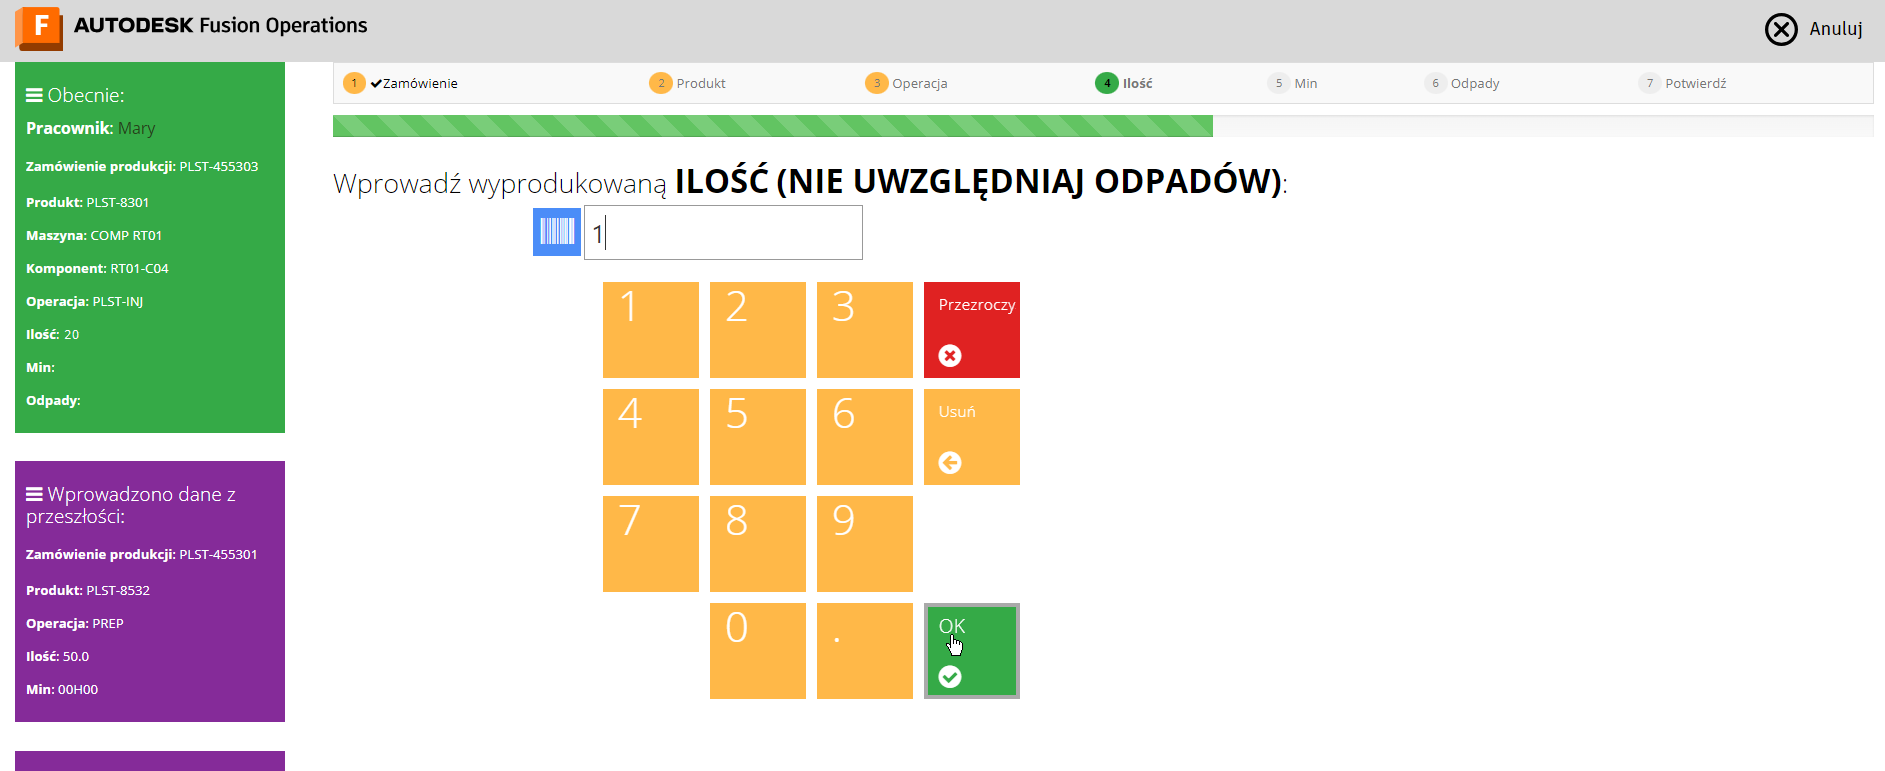 F AUTODESK Fusion Operations
Anuluj
Obecnie:
Pracownik: Mary
Zamówienie produkcji: PLST-455303
Produkt: PLST-8301
Maszyna: COMP RT01
Komponent: RT01-C04
Operacja: PLST-INJ
Ilość: 20
Min:
Odpady:
Wprowadzono dane z
przeszłości:
Zamówienie produkcji: PLST-455301
Produkt: PLST-8532
Operacja: PREP
Ilość: 50.0
Min: 00H00
1 Zamówienie 2 Produkt 3 Operacja 4 Ilość 5 Min 6 Odpady 7 Potwierdź
Wprowadź wyprodukowaną ILOŚĆ (NIE UWZGLĘDNIAJ ODPADÓW):
1
1 2 3 Przezroczy
4 5 6 Usuń
7 8 9
0 . OK